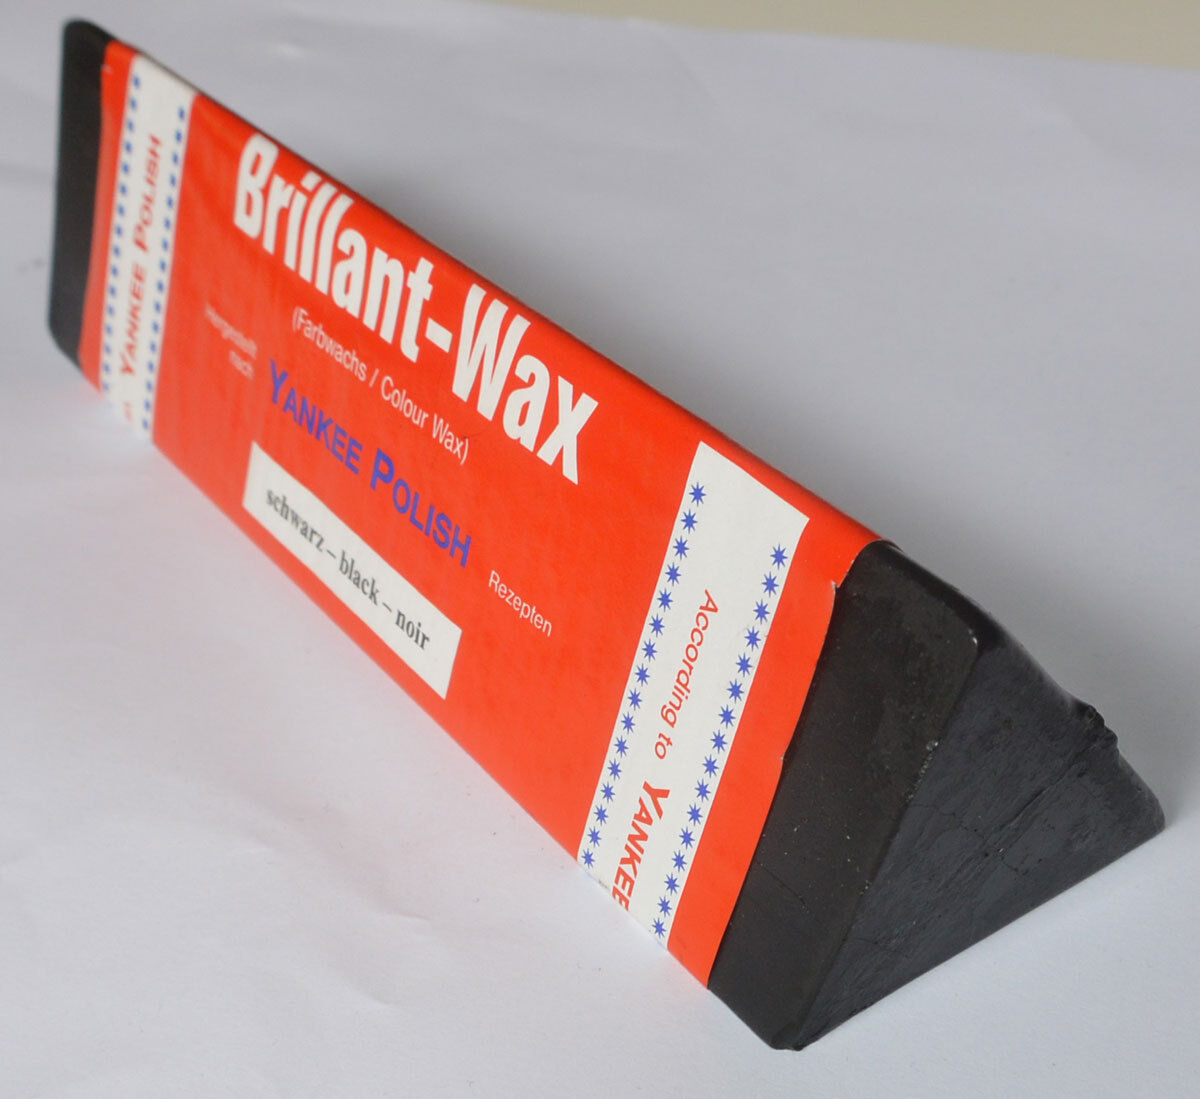 YANKEE POLISH
Brillant-Wax
(Farbwachs / Colour Wax)
Hergestellt
nach
YANKEE POLISH
Rezepten
schwarz – black – noir
According to YANKEE